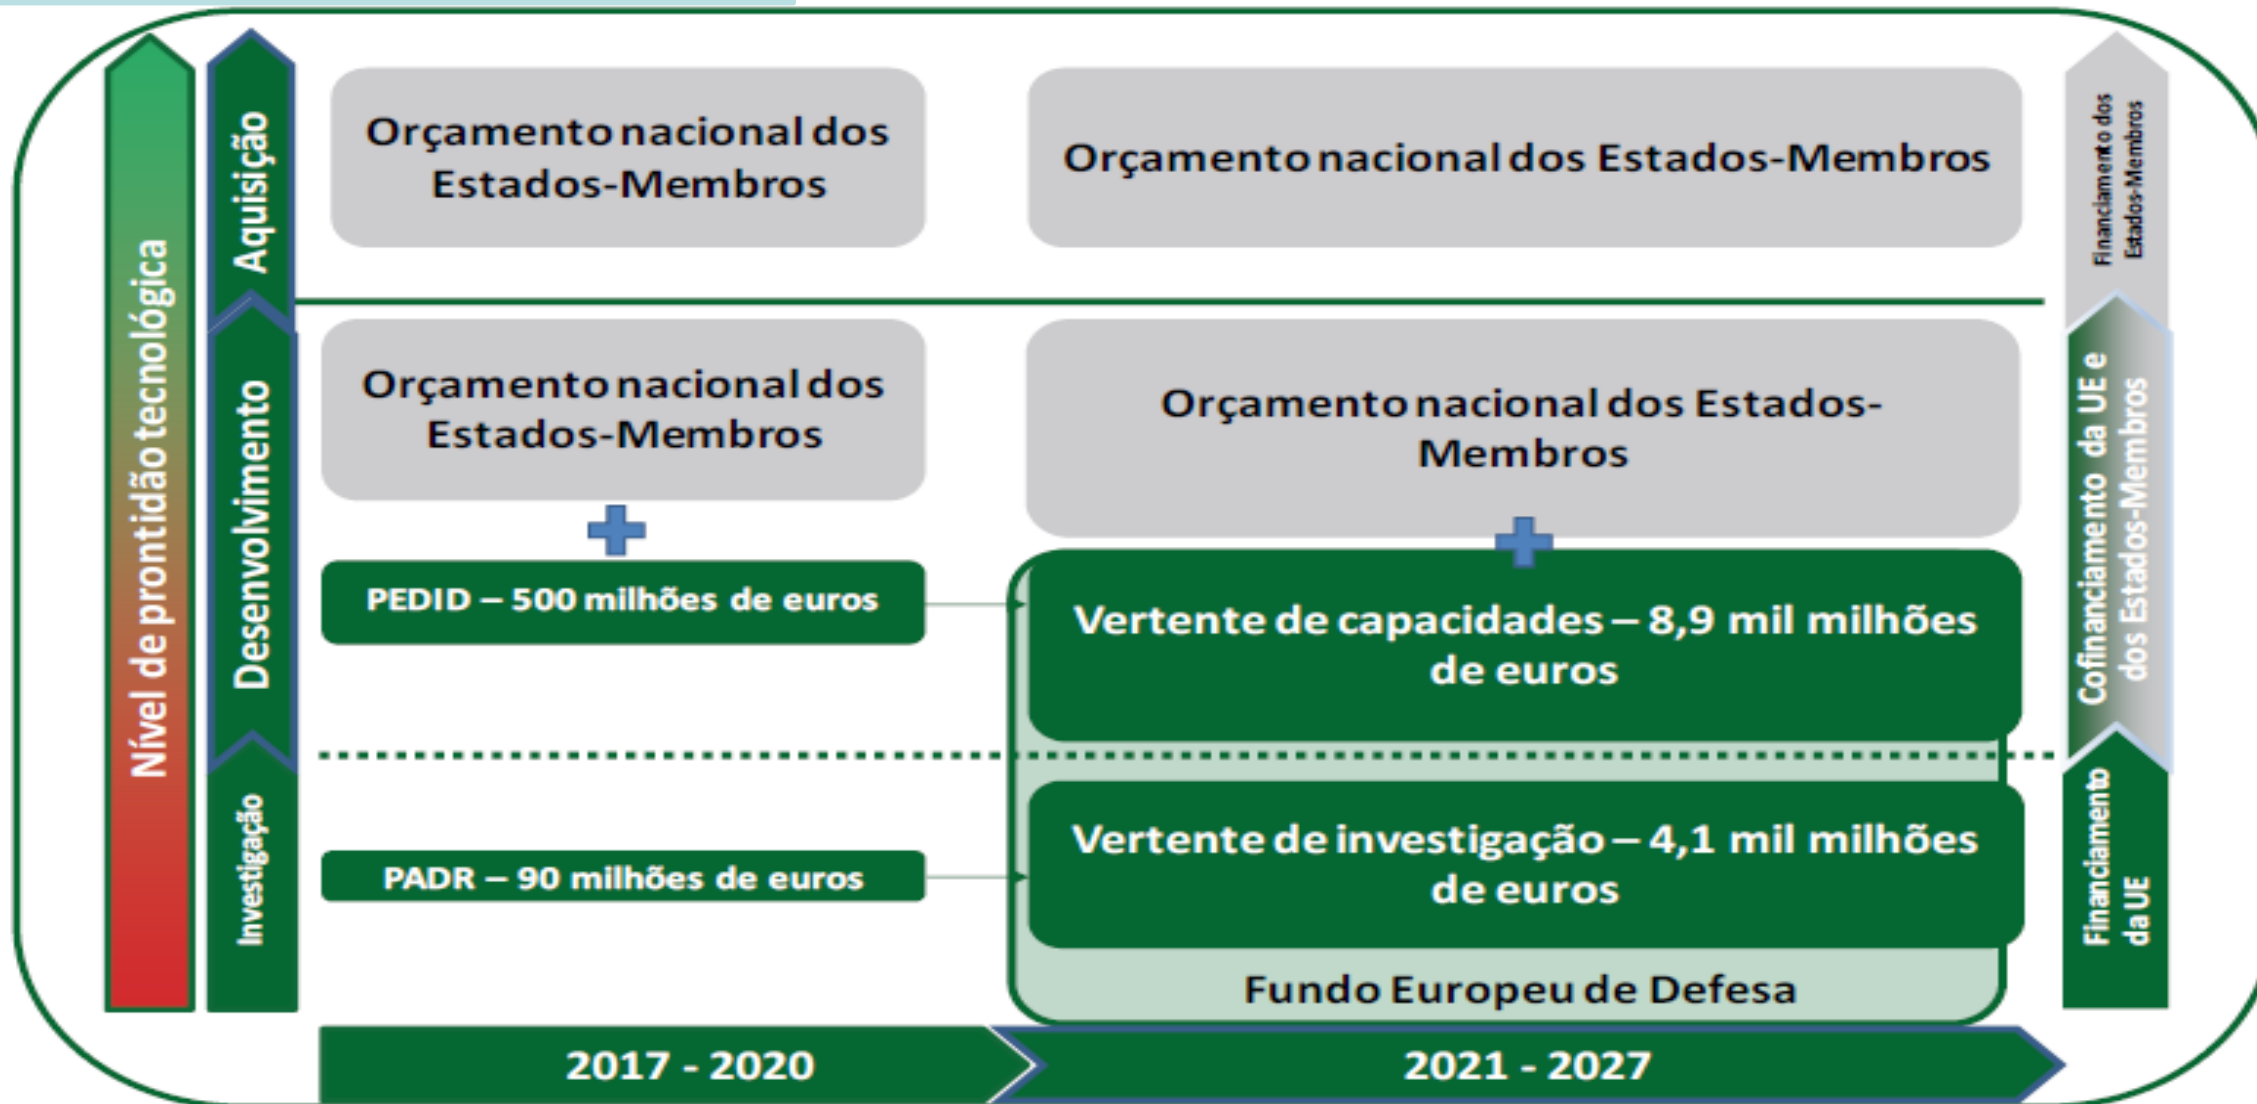 Nível de prontidão tecnológica
Aquisição
Desenvolvimento
Investigação
Orçamento nacional dos
Estados-Membros
Orçamento nacional dos Estados-Membros
Orçamento nacional dos
Estados-Membros
Orçamento nacional dos Estados-
Membros
PEDID – 500 milhões de euros
Vertente de capacidades – 8,9 mil milhões
de euros
PADR – 90 milhões de euros
Vertente de investigação – 4,1 mil milhões
de euros
Fundo Europeu de Defesa
2017 - 2020
2021 - 2027
Financiamento dos
Estados-Membros
Cofinanciamento da UE e
dos Estados-Membros
Financiamento
da UE